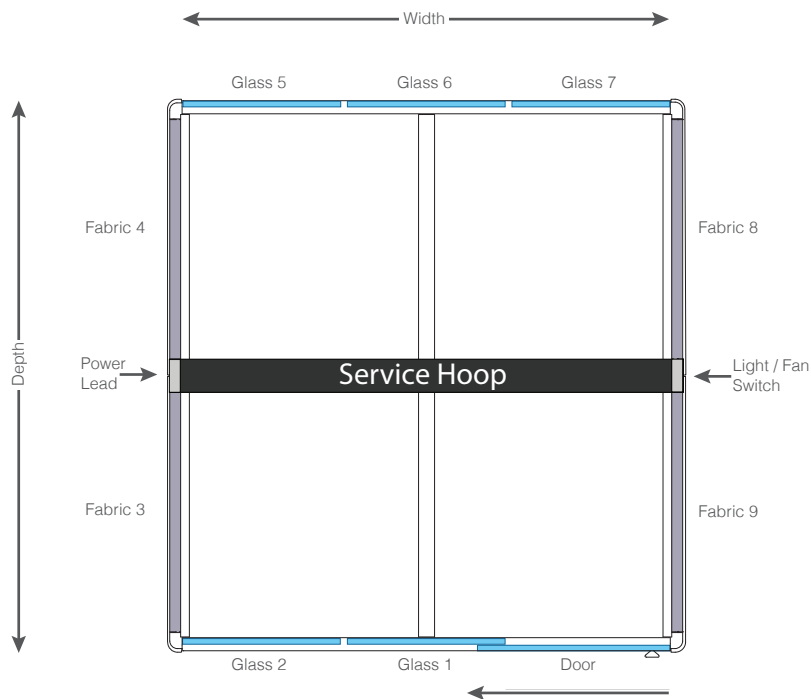 Width
Glass 5
Glass 6
Glass 7
Fabric 4
Fabric 8
Depth
Power
Lead
Service Hoop
Light / Fan
Switch
Fabric 3
Fabric 9
Glass 2
Glass 1
Door